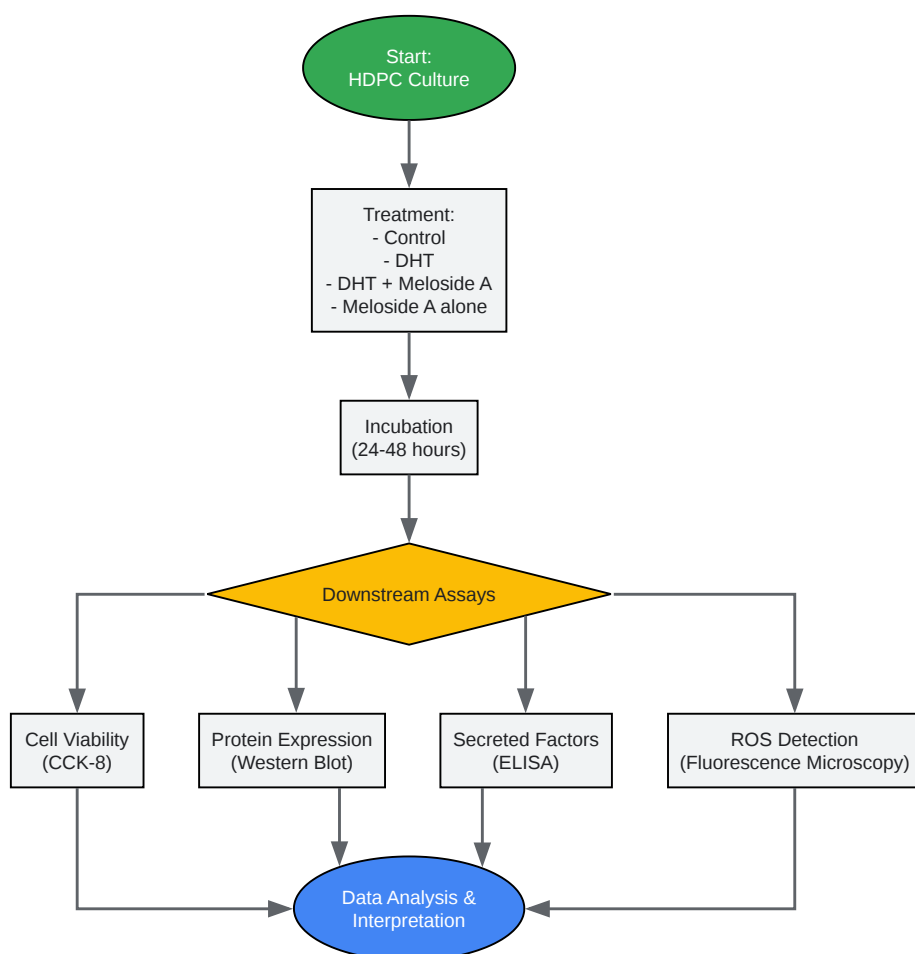 Start:
HDPC Culture
Treatment:
- Control
- DHT
- DHT + Meloside A
- Meloside A alone
Incubation
(24-48 hours)
Downstream Assays
Cell Viability
(CCK-8)
Protein Expression
(Western Blot)
Secreted Factors
(ELISA)
ROS Detection
(Fluorescence Microscopy)
Data Analysis &
Interpretation